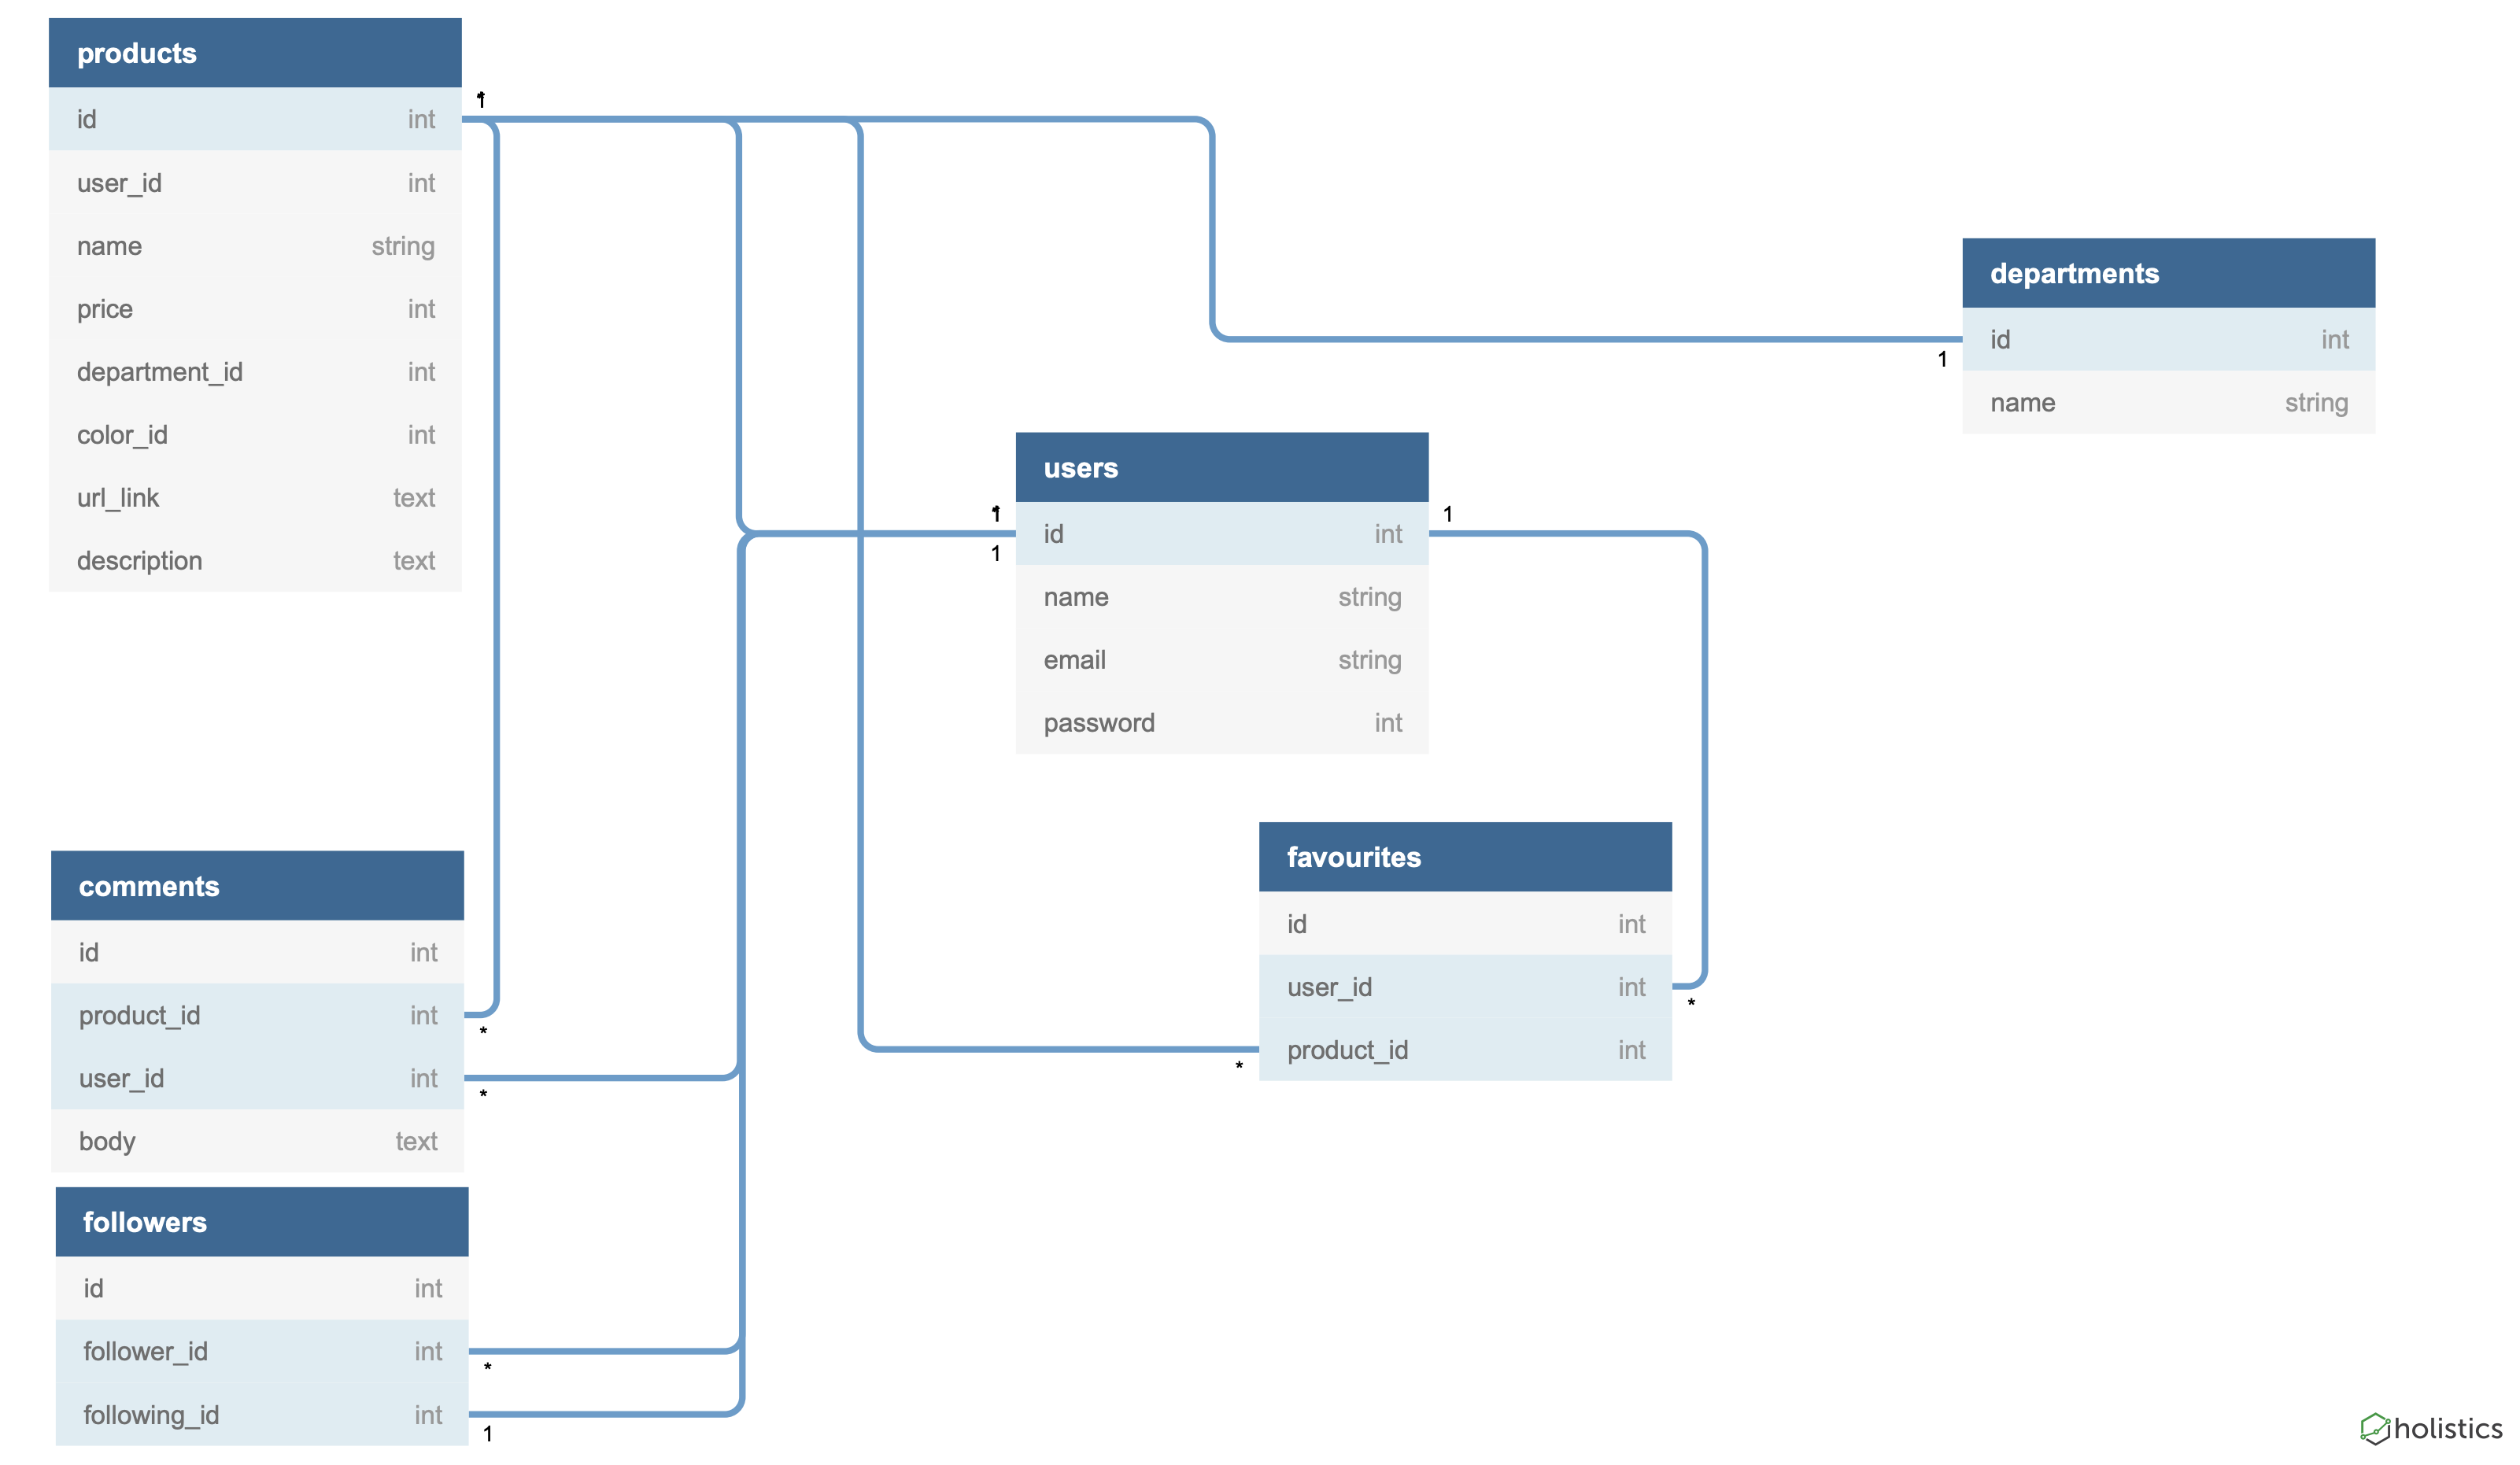 products
id int
user_id int
name string
price int
department_id int
color_id int
url_link text
description text
1
*
departments
id int
name string
1
users
id int
name string
email string
password int
1
*
1
1
favourites
id int
user_id int
product_id int
*
*
comments
id int
product_id int
user_id int
body text
*
*
followers
id int
follower_id int
following_id int
*
1
holistics